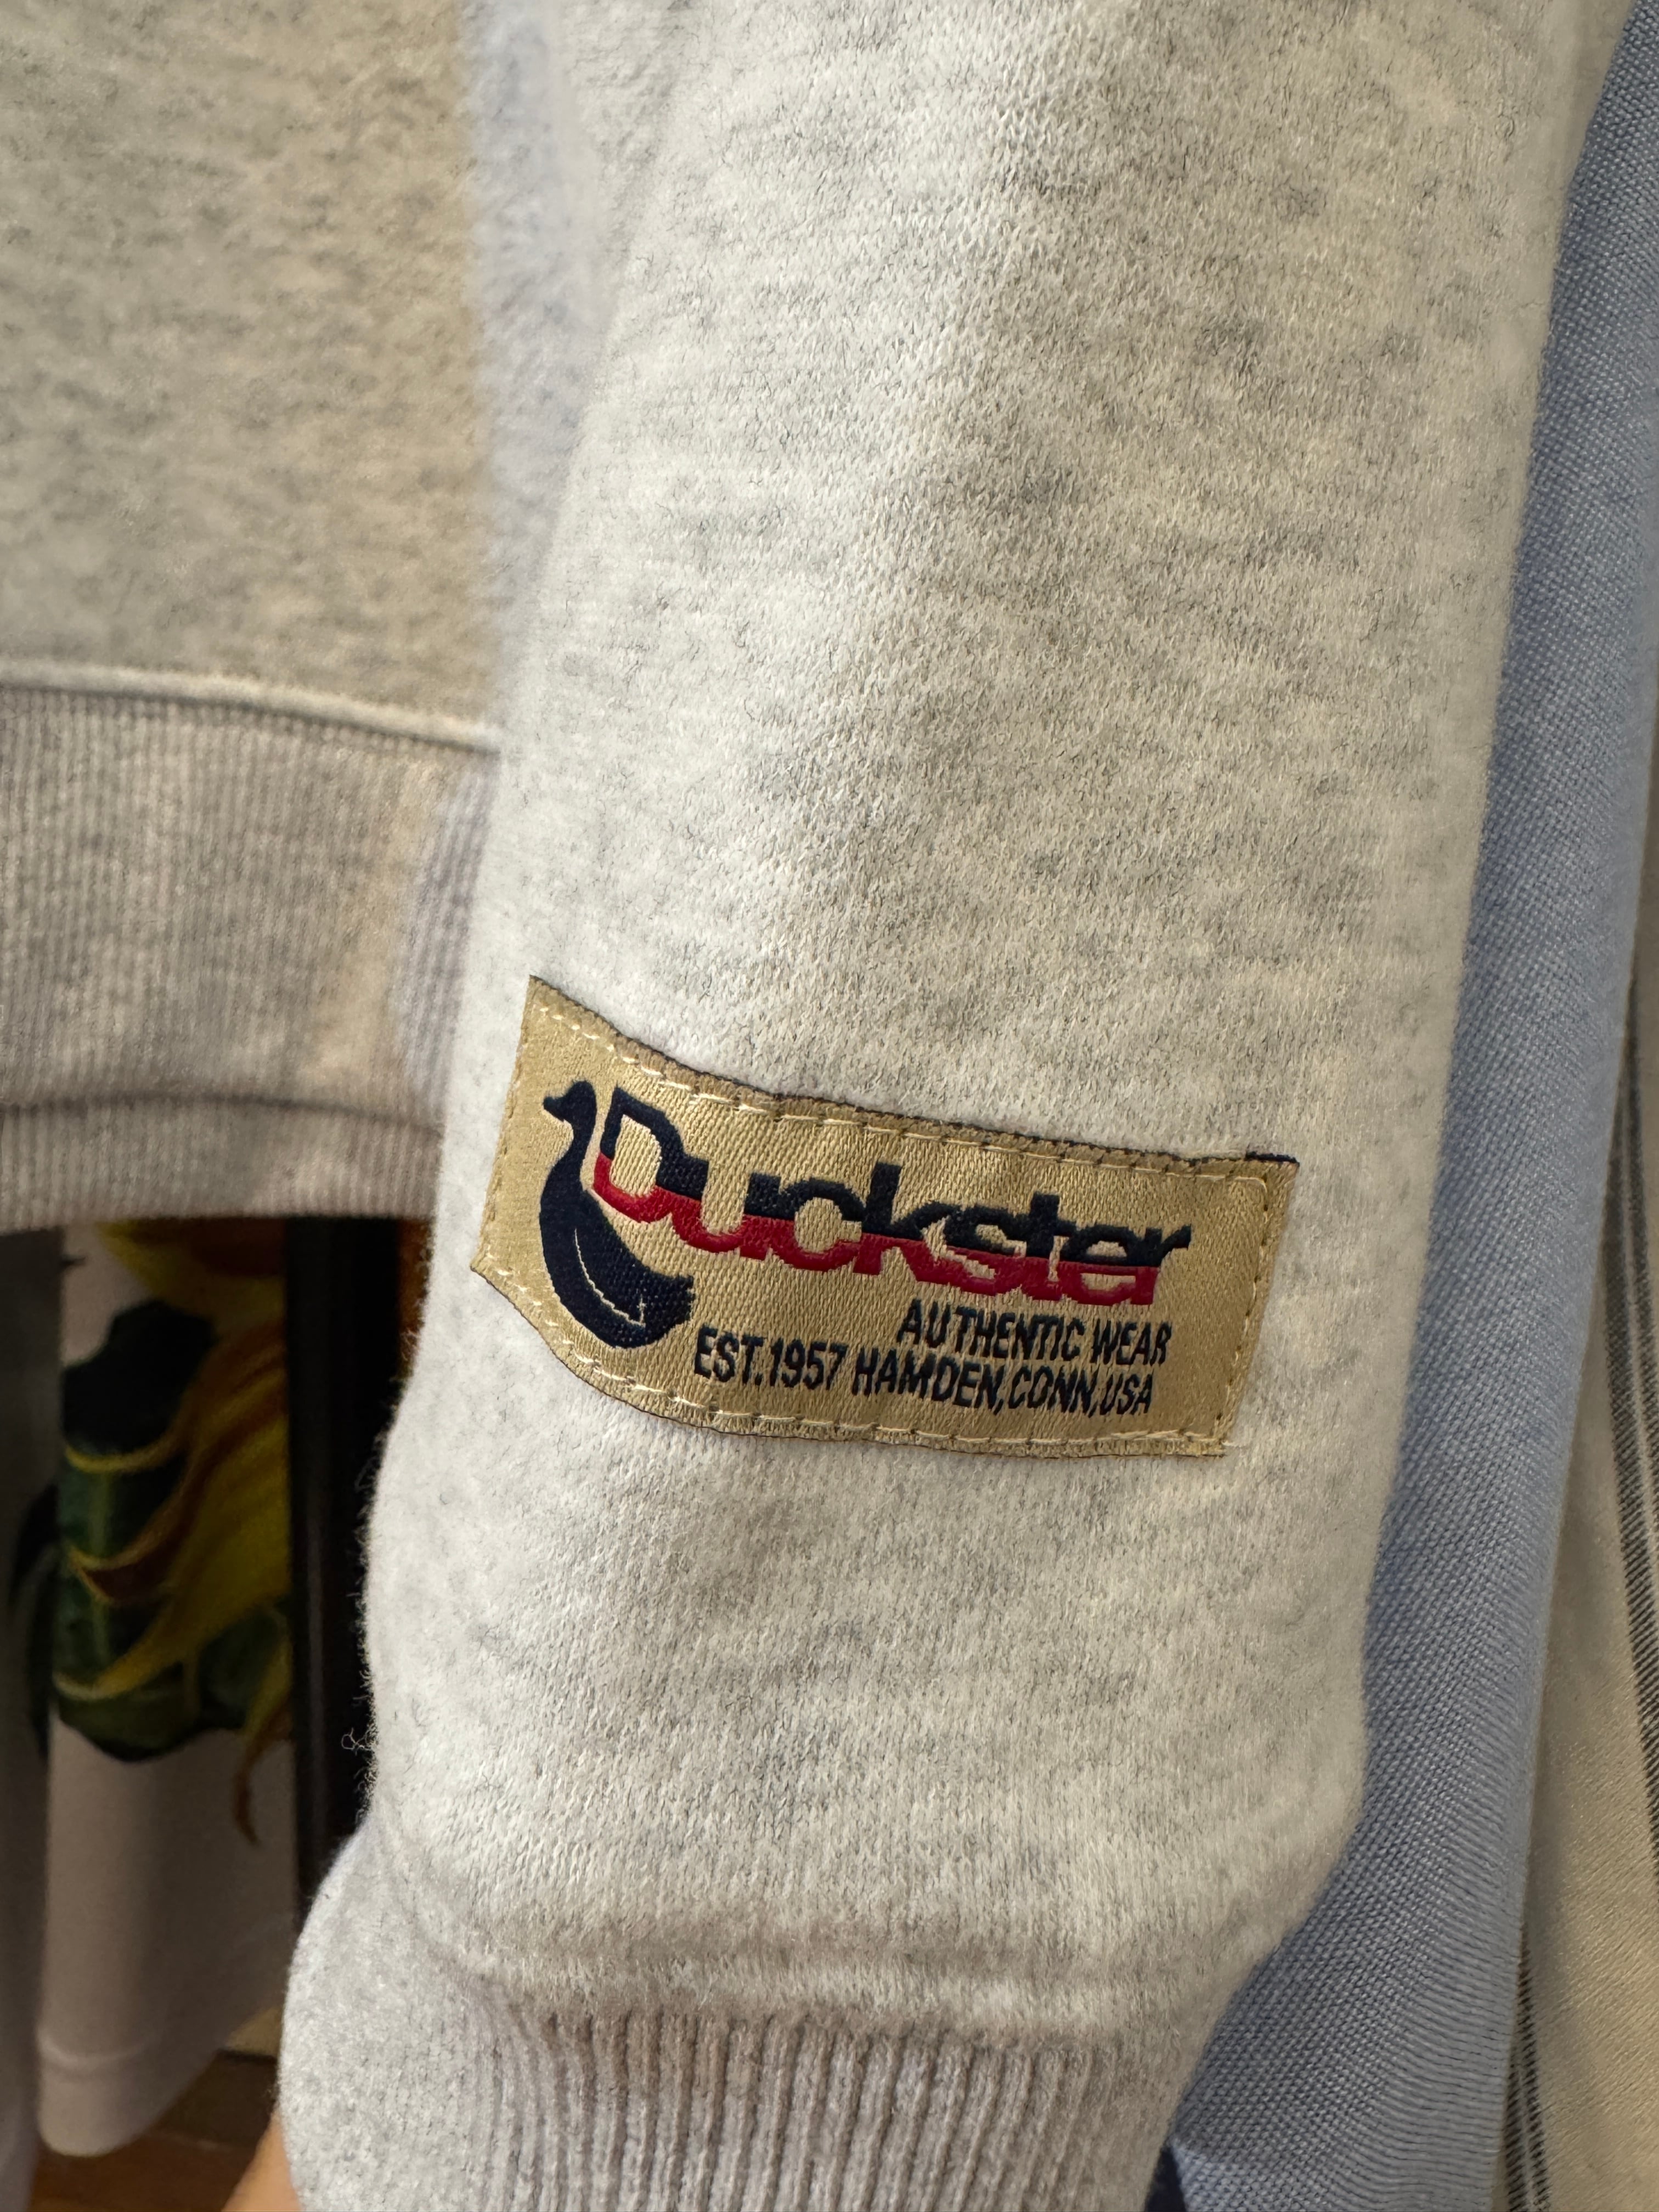 Duckster
AUTHENTIC WEAR
EST.1957 HAMDEN,CONN,USA